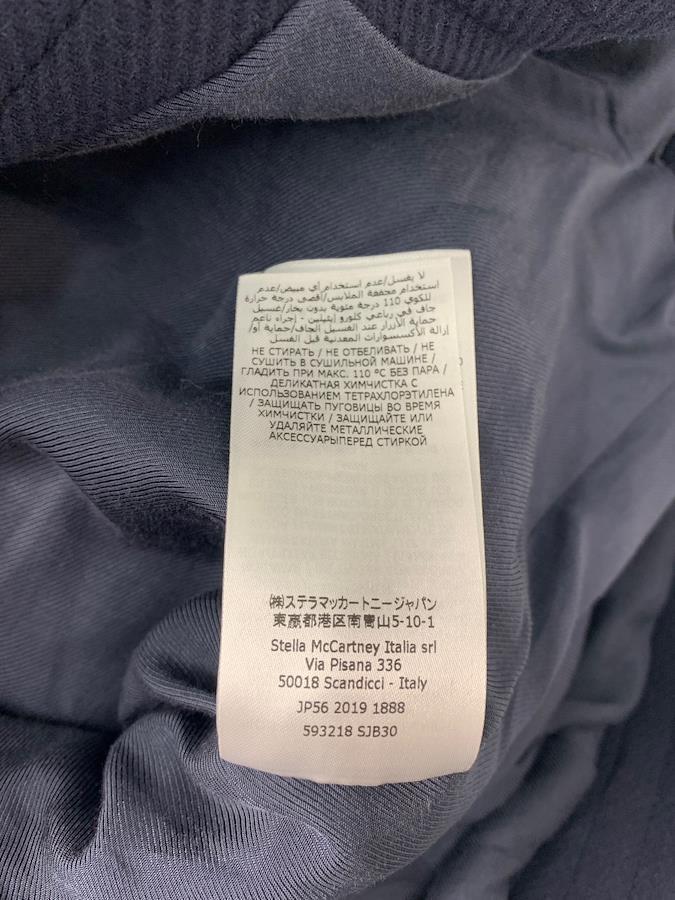 لا يغسل/عدم استخدام أي مبيض/عدم
استخدام مجففة الملابس/أقصى درجة حرارة
للكوي 110 درجة مئوية بدون بخار/غسيل
جاف في رباعي كلورو إيثيلين - إجراء ناعم
حماية الأزرار عند الغسيل الجاف/حماية أو/
إزالة الأكسسوارات المعدنية قبل الغسل
НЕ СТИРАТЬ / НЕ ОТБЕЛИВАТЬ / НЕ
СУШИТЬ В СУШИЛЬНОЙ МАШИНЕ /
ГЛАДИТЬ ПРИ МАКС. 110 °C БЕЗ ПАРА /
ДЕЛИКАТНАЯ ХИМЧИСТКА С
ИСПОЛЬЗОВАНИЕМ ТЕТРАХЛОРЭТИЛЕНА
/ ЗАЩИЩАТЬ ПУГОВИЦЫ ВО ВРЕМЯ
ХИМЧИСТКИ / ЗАЩИЩАЙТЕ ИЛИ
УДАЛЯЙТЕ МЕТАЛЛИЧЕСКИЕ
АКСЕССУАРЫПЕРЕД СТИРКОЙ
㈱ステラマッカートニージャパン
東京都港区南青山5-10-1
Stella McCartney Italia srl
Via Pisana 336
50018 Scandicci - Italy
JP56 2019 1888
593218 SJB30